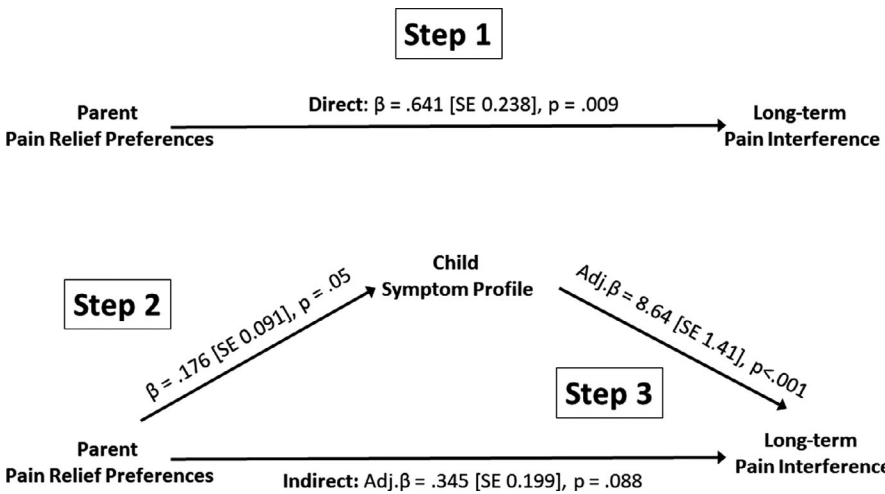 Step 1
Parent
Pain Relief Preferences
Direct: β = .641 [SE 0.238], p = .009
Long-term
Pain Interference
Step 2
β = .176 [SE 0.091], p = .05
Child
Symptom Profile
Adj.β = 8.64 [SE 1.41], p<.001
Step 3
Parent
Pain Relief Preferences
Indirect: Adj.β = .345 [SE 0.199], p = .088
Long-term
Pain Interference